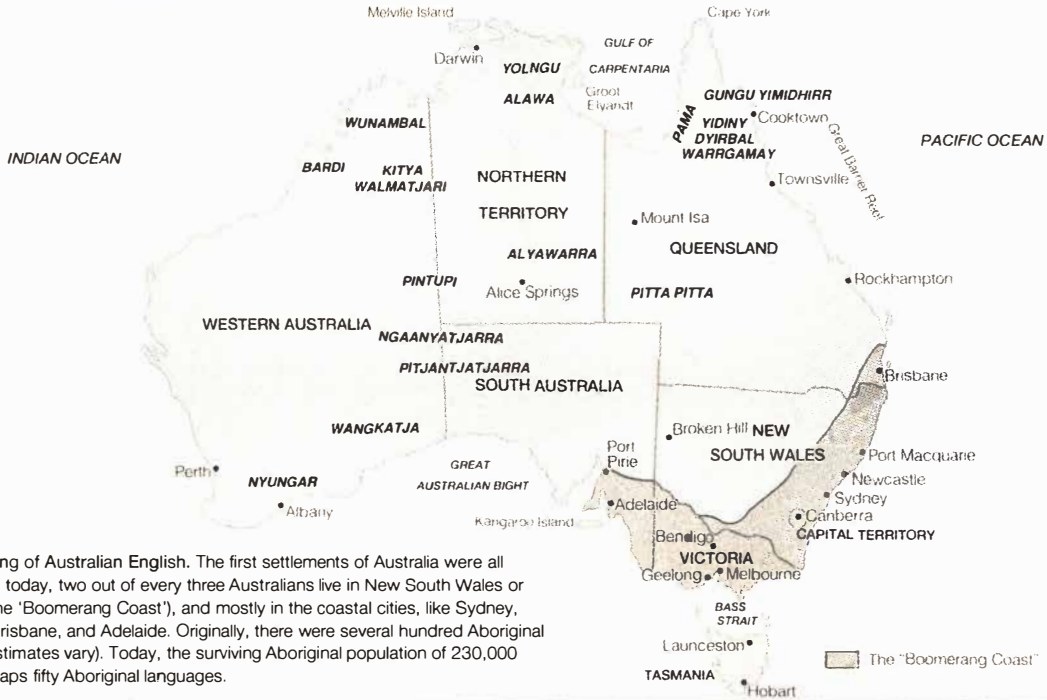 Melville Island
Cape York
Darwin
GULF OF
CARPENTARIA
YOLNGU
ALAWA
Groot
Elyandt
GUNGU YIMIDHIRR
PAMA
YIDINY
DYIRBAL
WARRGAMAY
Cooktown
WUNAMBAL
INDIAN OCEAN
PACIFIC OCEAN
BARDI
KITYA
WALMATJARI
NORTHERN
TERRITORY
Great Barrier Reef
Townsville
Mount Isa
QUEENSLAND
ALYAWARRA
PINTUPI
Alice Springs
PITTA PITTA
Rockhampton
WESTERN AUSTRALIA
NGAANYATJARRA
PITJANTJATJARRA
SOUTH AUSTRALIA
Brisbane
WANGKATJA
Broken Hill
NEW
SOUTH WALES
Port
Pirie
Port Macquarie
Newcastle
Sydney
Canberra
CAPITAL TERRITORY
Perth
NYUNGAR
Albany
GREAT
AUSTRALIAN BIGHT
Kangaroo Island
Adelaide
Bendigo
VICTORIA
Geelong
Melbourne
BASS
STRAIT
Launceston
TASMANIA
Hobart
The "Boomerang Coast"
ng of Australian English. The first settlements of Australia were all
today, two out of every three Australians live in New South Wales or
he 'Boomerang Coast'), and mostly in the coastal cities, like Sydney,
risbane, and Adelaide. Originally, there were several hundred Aboriginal
stimates vary). Today, the surviving Aboriginal population of 230,000
aps fifty Aboriginal languages.